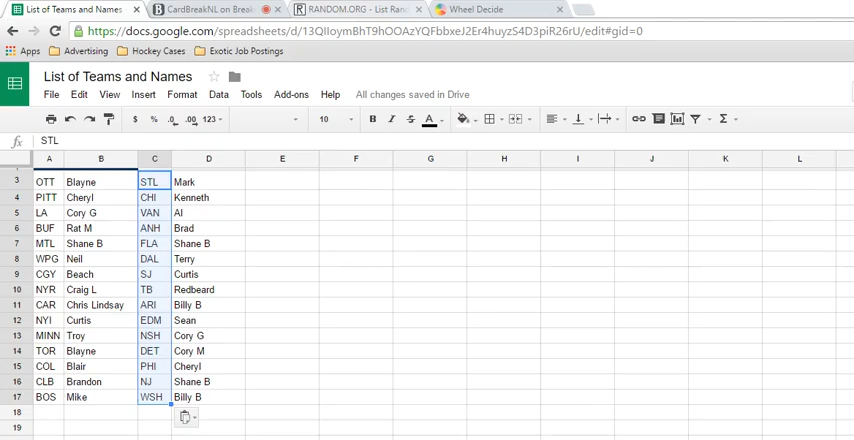 List of Teams and Names
CardBreakNL on Break
RANDOM.ORG - List Ran
Wheel Decide
https://docs.google.com/spreadsheets/d/13QIIoymBhT9hOOAzYQFbbxeJ2Er4huyzS4D3piR26rU/edit#gid=0
Apps Advertising Hockey Cases Exotic Job Postings
List of Teams and Names
File Edit View Insert Format Data Tools Add-ons Help All changes saved in Drive
$ % .0 .00 123 10 B I S A
fx STL
A B C D E F G H I J K L
3 OTT Blayne STL Mark
4 PITT Cheryl CHI Kenneth
5 LA Cory G VAN Al
6 BUF Rat M ANH Brad
7 MTL Shane B FLA Shane B
8 WPG Neil DAL Terry
9 CGY Beach SJ Curtis
10 NYR Craig L TB Redbeard
11 CAR Chris Lindsay ARI Billy B
12 NYI Curtis EDM Sean
13 MINN Troy NSH Cory G
14 TOR Blayne DET Cory M
15 COL Blair PHI Cheryl
16 CLB Brandon NJ Shane B
17 BOS Mike WSH Billy B
18
19